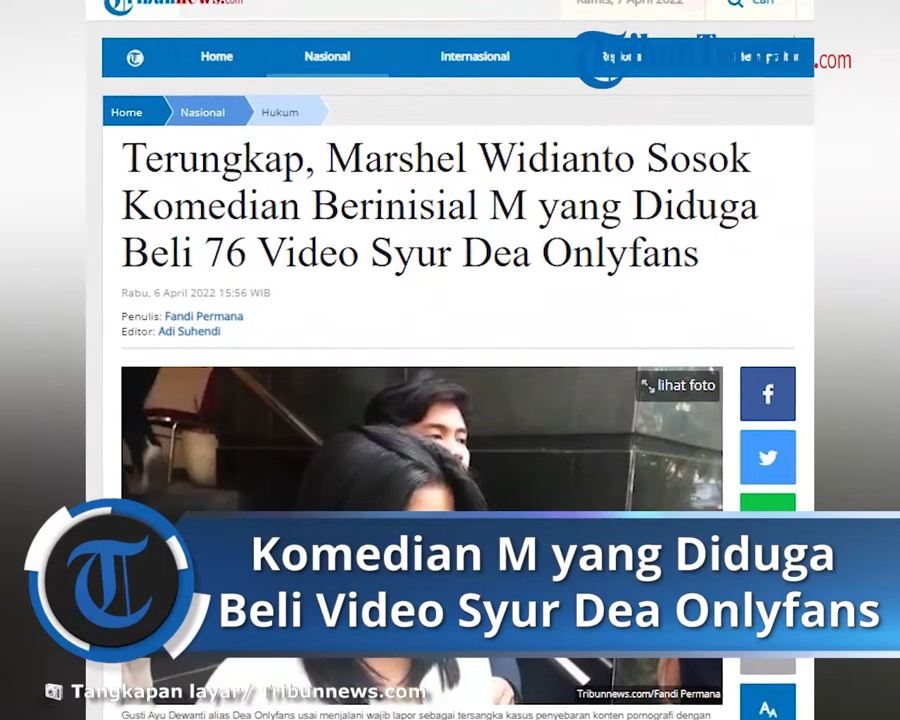 Tribunnews.com
Kamis, 7 April 2022
Cari
Home
Nasional
Internasional
Regional
.com
Home
Nasional
Hukum
Terungkap, Marshel Widianto Sosok
Komedian Berinisial M yang Diduga
Beli 76 Video Syur Dea Onlyfans
Rabu, 6 April 2022 15:56 WIB
Penulis: Fandi Permana
Editor: Adi Suhendi
lihat foto
Komedian M yang Diduga
Beli Video Syur Dea Onlyfans
Tangkapan layar/ Tribunnews.com
Tribunnews.com/Fandi Permana
Gusti Ayu Dewanti alias Dea Onlyfans usai menjalani wajib lapor sebagai tersangka kasus penyebaran konten pornografi dengan